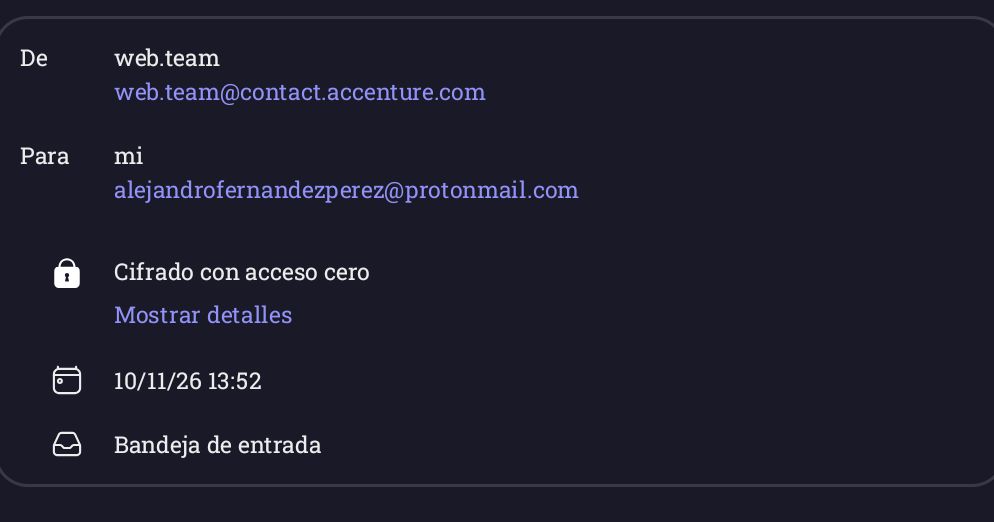 De
web.team
web.team@contact.accenture.com
Para
mi
alejandrofernandezperez@protonmail.com
Cifrado con acceso cero
Mostrar detalles
10/11/26 13:52
Bandeja de entrada